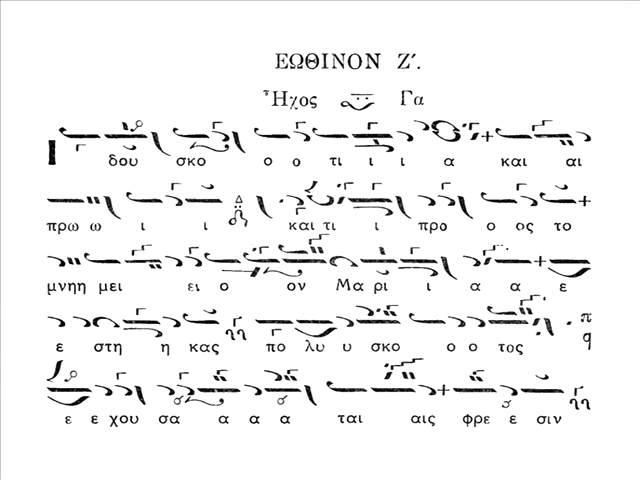 ΕΩΘΙΝΟΝ Ζ΄.
Ἦχος Γα
Ι δου σκο ο ο τι ι ι α και αι
πρω ω ι ι και τι ι προ ο ος το
μνη η μει ει ο ον Μα ρι ι α α ε
ε στη η κας πο λυ υ σκο ο ο τος
ε ε χου σα α α α ται αις φρε ε σιν